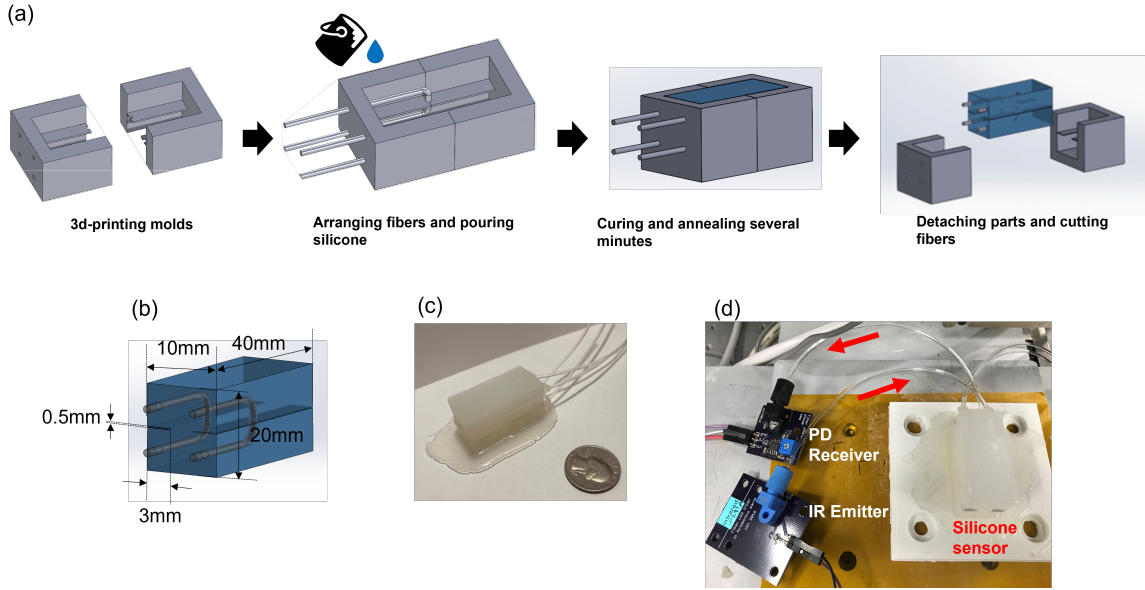 (a)
3d-printing molds
Arranging fibers and pouring
silicone
Curing and annealing several
minutes
Detaching parts and cutting
fibers
(b)
10mm
40mm
0.5mm
20mm
3mm
(c)
(d)
PD
Receiver
IR Emitter
Silicone
sensor